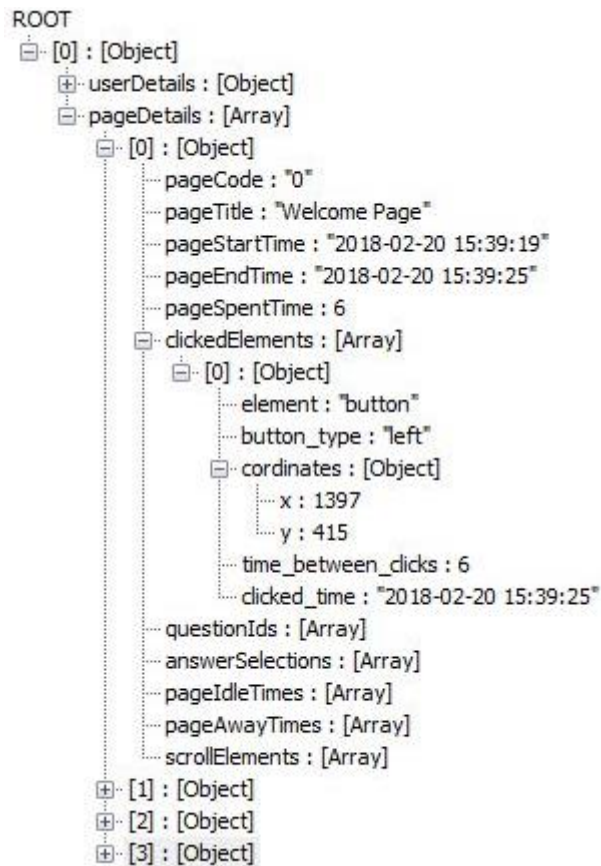 ROOT
[0] : [Object]
userDetails : [Object]
pageDetails : [Array]
[0] : [Object]
pageCode : "0"
pageTitle : "Welcome Page"
pageStartTime : "2018-02-20 15:39:19"
pageEndTime : "2018-02-20 15:39:25"
pageSpentTime : 6
clickedElements : [Array]
[0] : [Object]
element : "button"
button_type : "left"
cordinates : [Object]
x : 1397
y : 415
time_between_clicks : 6
clicked_time : "2018-02-20 15:39:25"
questionIds : [Array]
answerSelections : [Array]
pageIdleTimes : [Array]
pageAwayTimes : [Array]
scrollElements : [Array]
[1] : [Object]
[2] : [Object]
[3] : [Object]